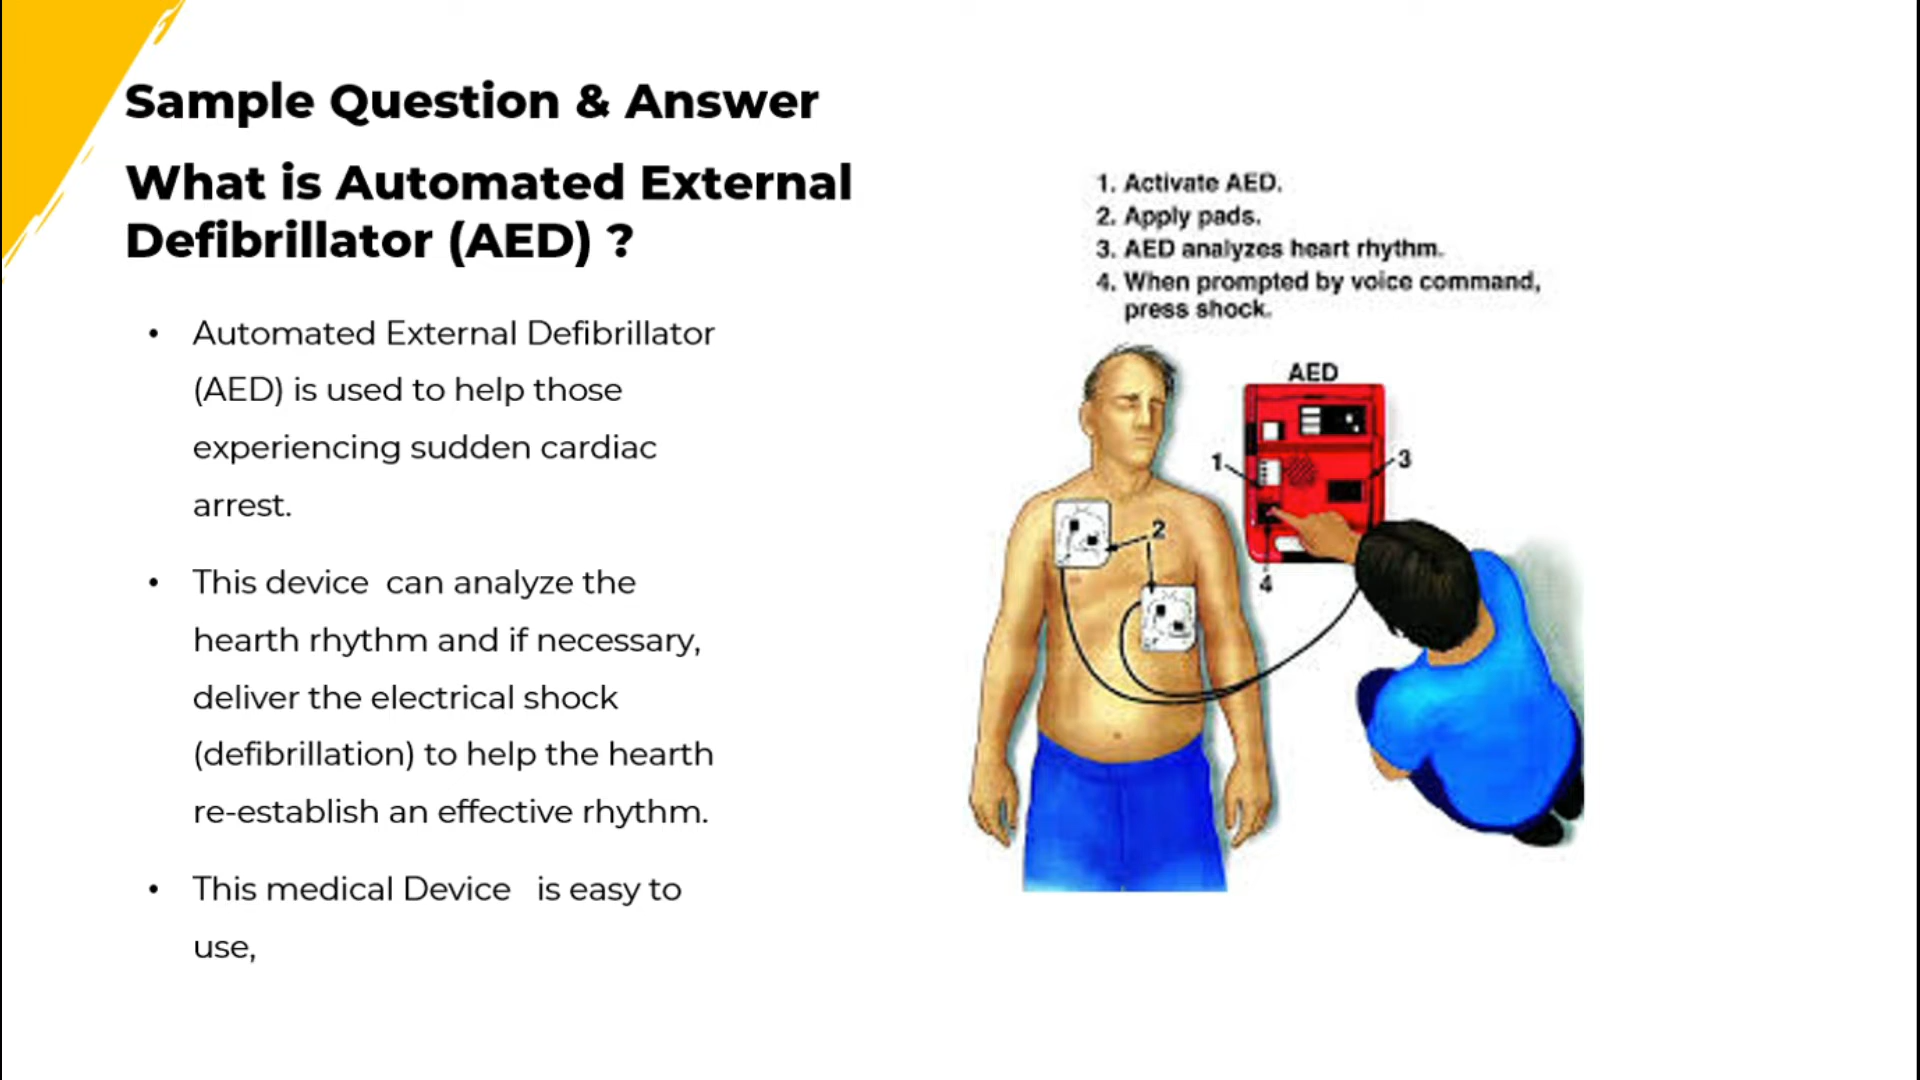 Sample Question & Answer
What is Automated External
Defibrillator (AED) ?
• Automated External Defibrillator
(AED) is used to help those
experiencing sudden cardiac
arrest.
• This device can analyze the
hearth rhythm and if necessary,
deliver the electrical shock
(defibrillation) to help the hearth
re-establish an effective rhythm.
• This medical Device is easy to
use,
1. Activate AED.
2. Apply pads.
3. AED analyzes heart rhythm.
4. When prompted by voice command,
press shock.
AED
1
3
2
4